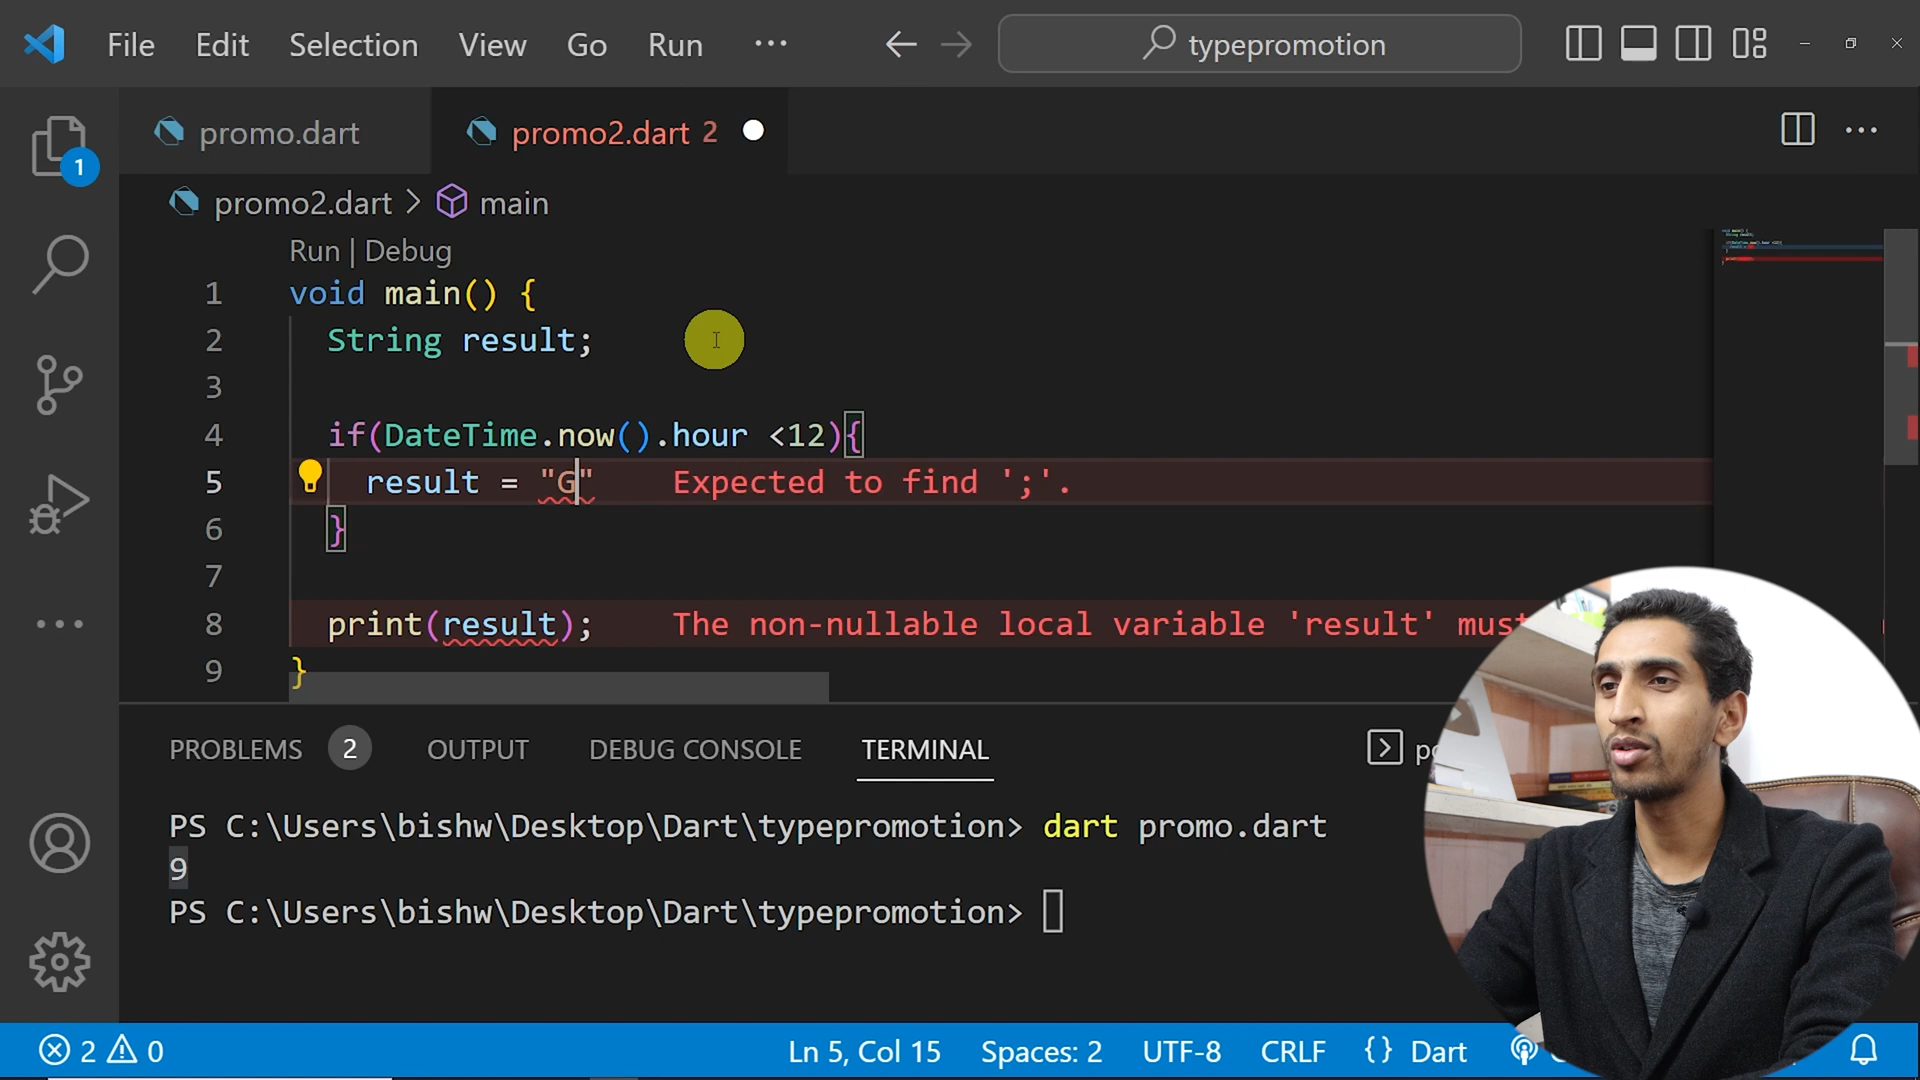 File Edit Selection View Go Run ··· typepromotion
1
promo.dart promo2.dart 2
promo2.dart > main
Run | Debug
1 void main() {
2 String result;
3
4 if(DateTime.now().hour <12){
5 result = "G" Expected to find ';'.
6 }
7
8 print(result); The non-nullable local variable 'result' must
9 }
PROBLEMS 2 OUTPUT DEBUG CONSOLE TERMINAL
PS C:\Users\bishw\Desktop\Dart\typepromotion> dart promo.dart
9
PS C:\Users\bishw\Desktop\Dart\typepromotion>
2 0 Ln 5, Col 15 Spaces: 2 UTF-8 CRLF {} Dart